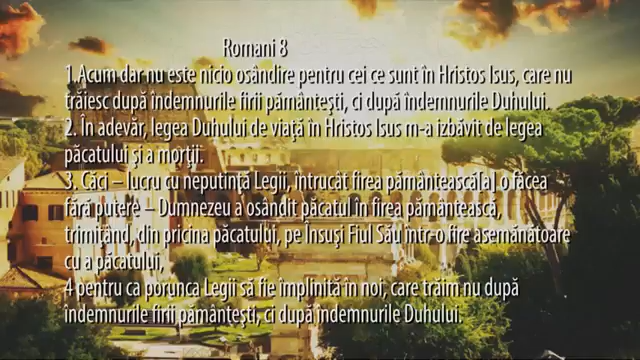 Romani 8
1.Acum dar nu este nicio osândire pentru cei ce sunt în Hristos Isus, care nu
trăiesc după îndemnurile firii pământeşti, ci după îndemnurile Duhului.
2. În adevăr, legea Duhului de viaţă în Hristos Isus m-a izbăvit de legea
păcatului şi a morţii.
3. Căci – lucru cu neputinţă Legii, întrucât firea pământească[a] o făcea
fără putere – Dumnezeu a osândit păcatul în firea pământească,
trimiţând, din pricina păcatului, pe Însuşi Fiul Său într-o fire asemănătoare
cu a păcatului,
4 pentru ca porunca Legii să fie împlinită în noi, care trăim nu după
îndemnurile firii pământeşti, ci după îndemnurile Duhului.